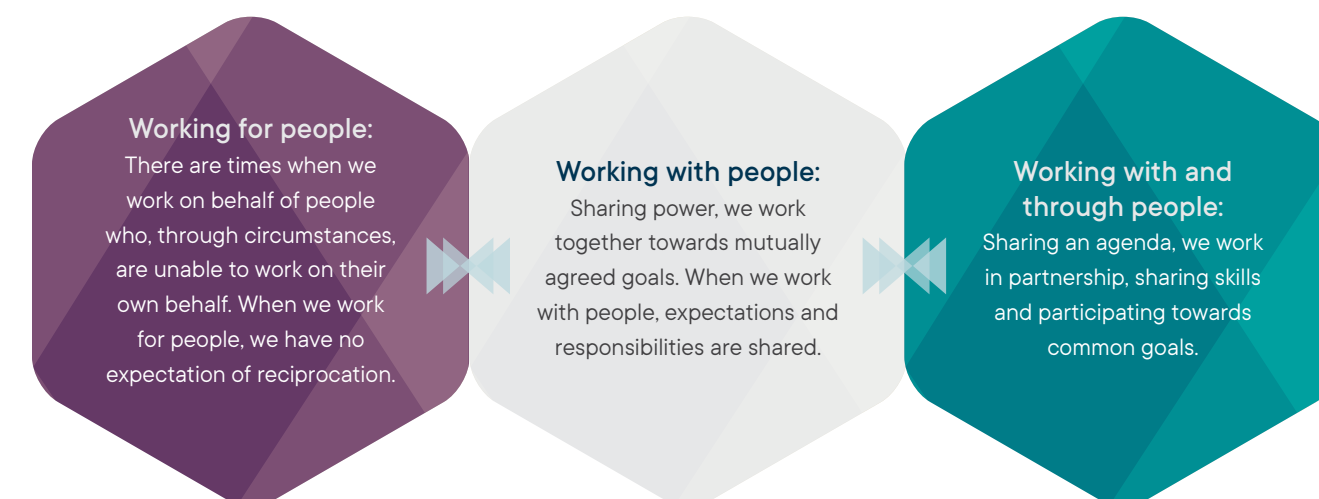 Working for people:
There are times when we
work on behalf of people
who, through circumstances,
are unable to work on their
own behalf. When we work
for people, we have no
expectation of reciprocation.
Working with people:
Sharing power, we work
together towards mutually
agreed goals. When we work
with people, expectations and
responsibilities are shared.
Working with and
through people:
Sharing an agenda, we work
in partnership, sharing skills
and participating towards
common goals.